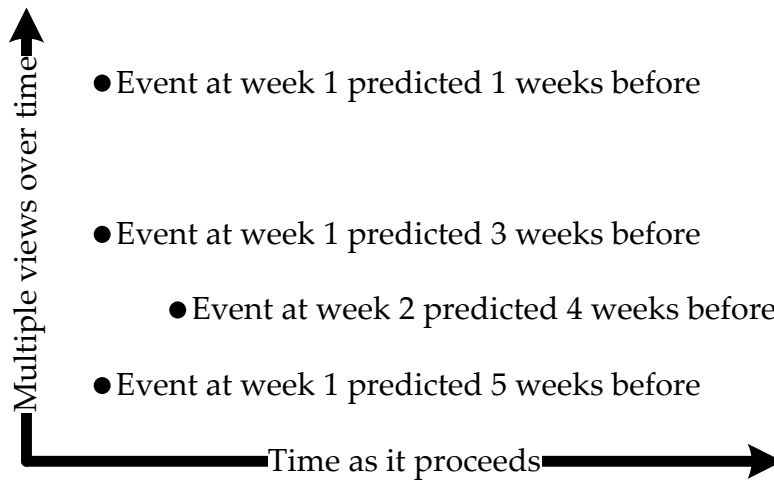 Multiple views over time
Event at week 1 predicted 1 weeks before
Event at week 1 predicted 3 weeks before
Event at week 2 predicted 4 weeks before
Event at week 1 predicted 5 weeks before
Time as it proceeds